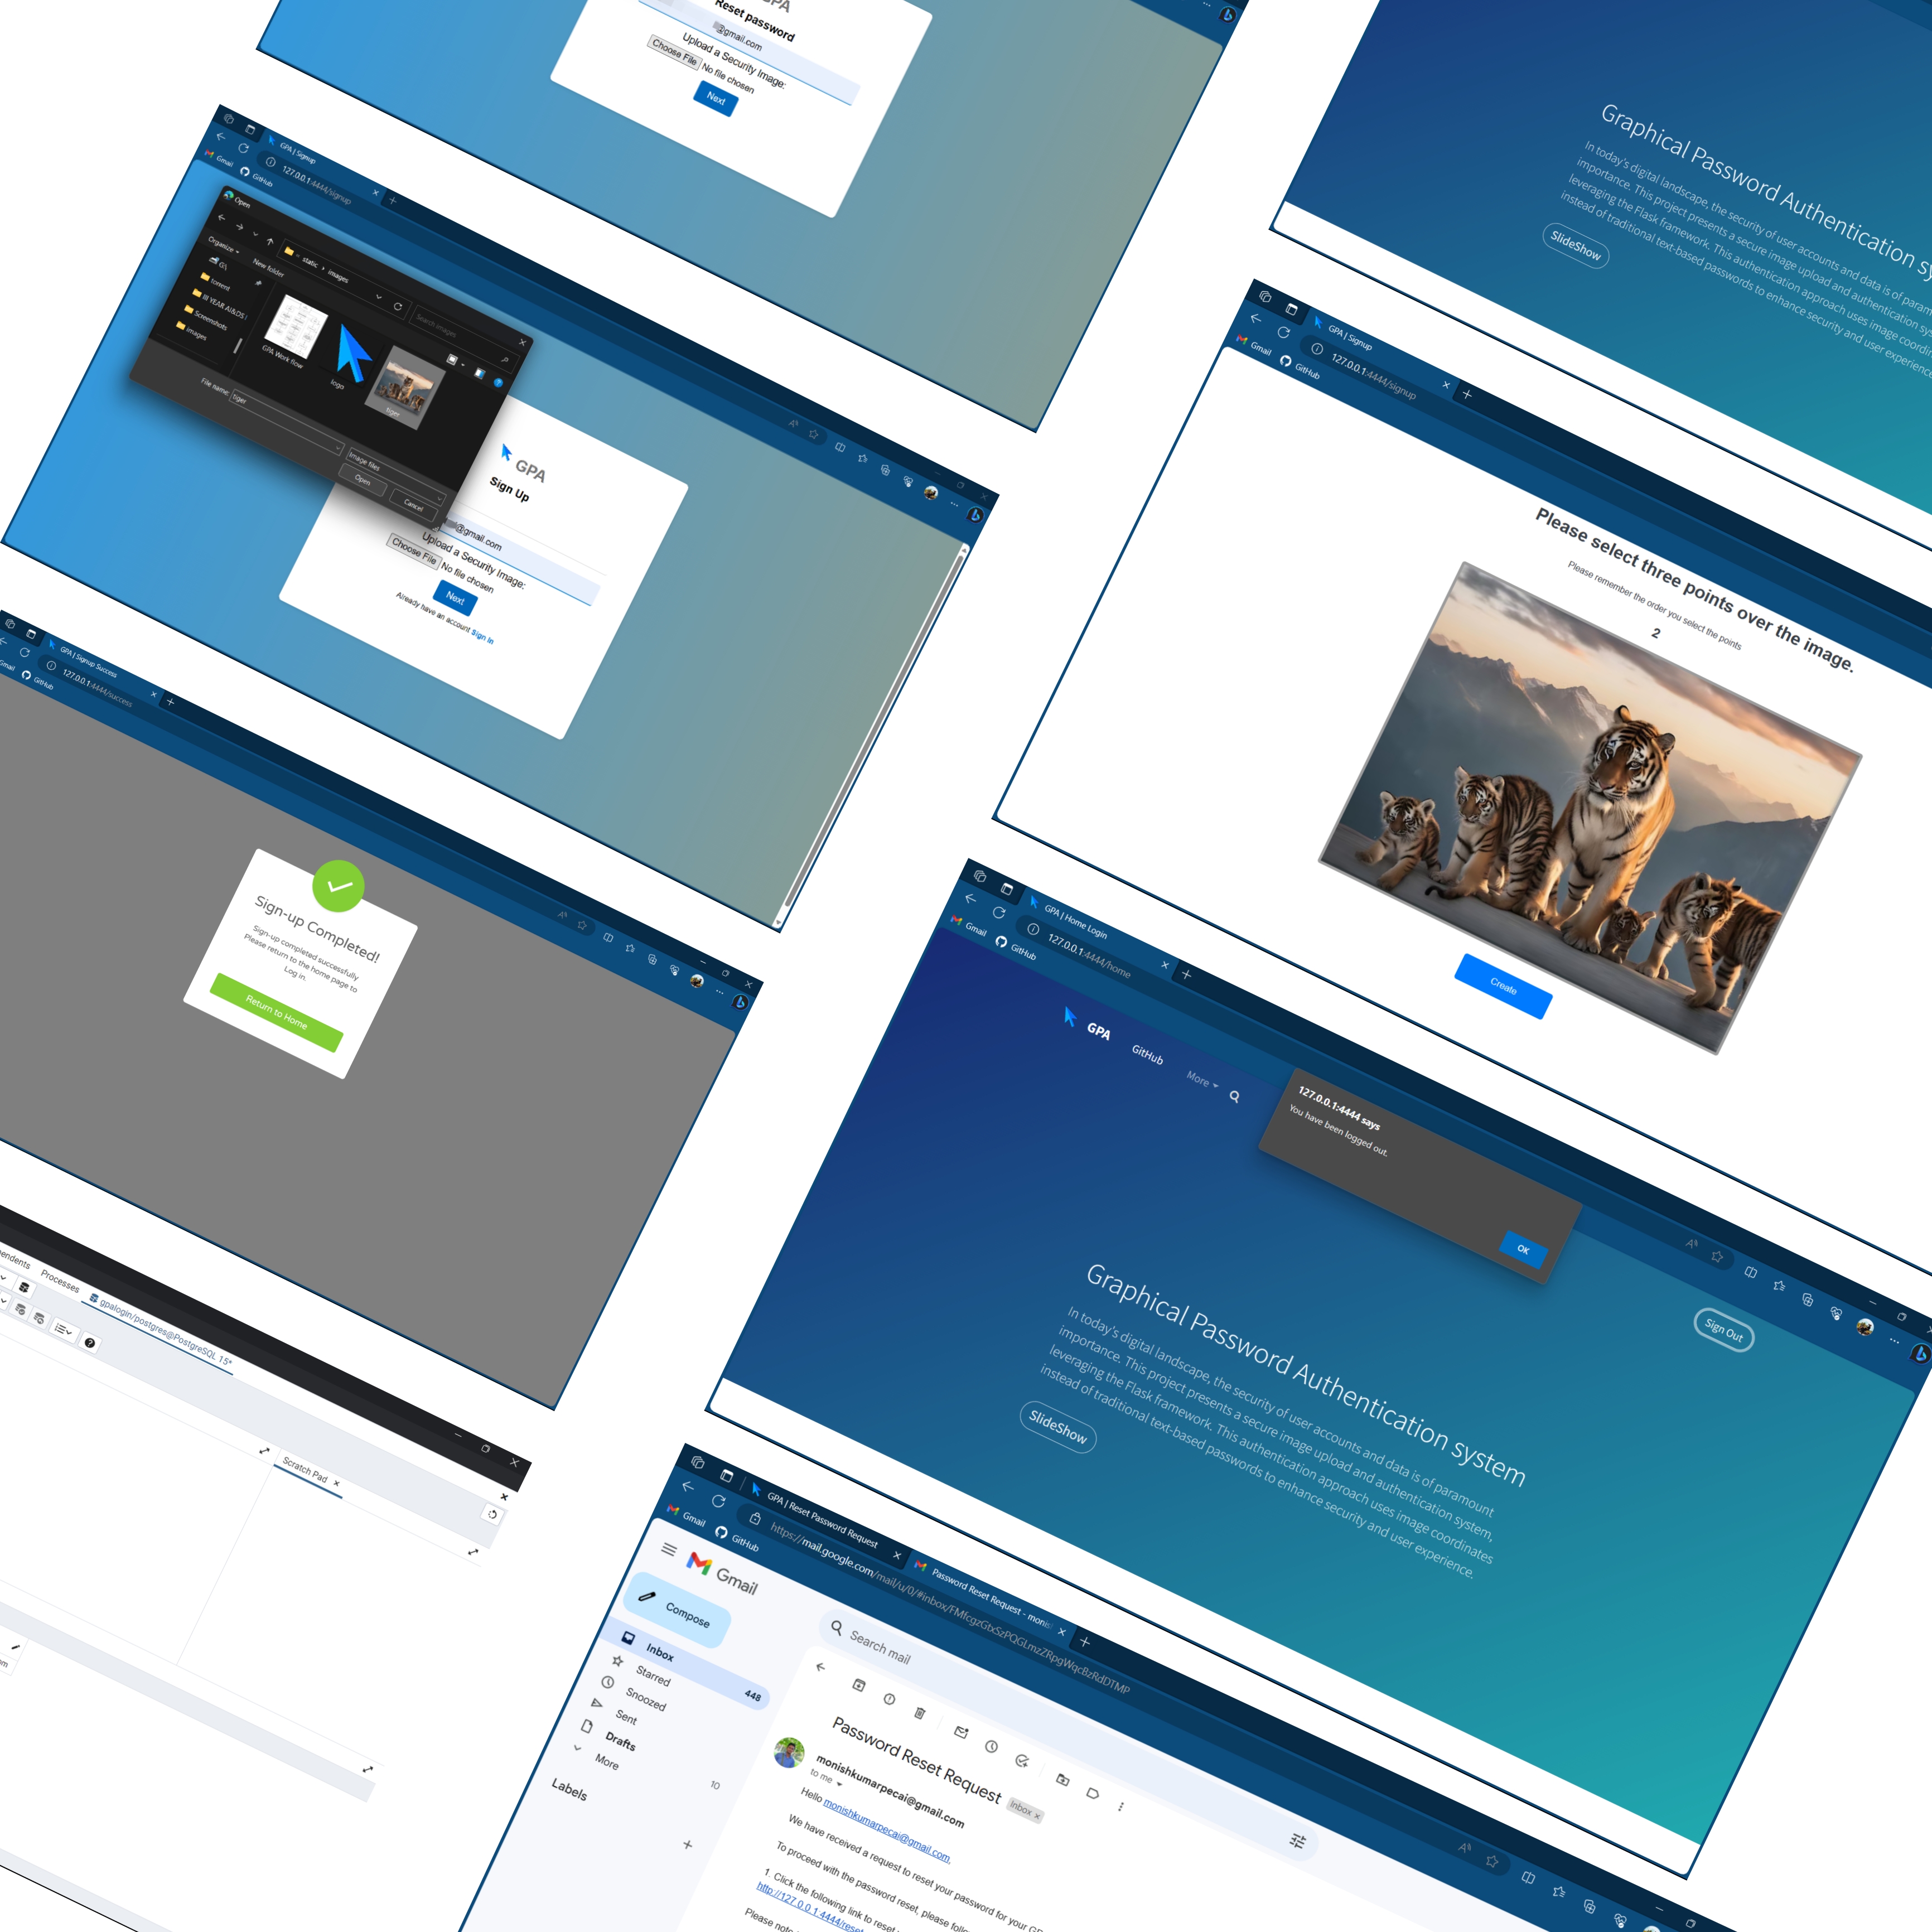 GPA
Reset password
@gmail.com
Upload a Security Image:
Choose File No file chosen
Next
Graphical Password Authentication sy
In today's digital landscape, the security of user accounts and data is of paramoun
importance. This project presents a secure image upload and authentication sy
leveraging the Flask framework. This authentication approach uses image coordin
instead of traditional text-based passwords to enhance security and user experience
SlideShow
GPA | Signup
127.0.0.1:4444/signup
Gmail
GitHub
Open
static > images
Search images
Organize
New folder
torrent
III YEAR AI&DS
Screenshots
images
GPA Work flow
logo
tiger
File name:
tiger
Image files
Open
Cancel
GPA
Sign Up
@gmail.com
Upload a Security Image:
Choose File No file chosen
Next
Already have an account Sign In
GPA | Signup
127.0.0.1:4444/signup
Gmail
GitHub
Please select three points over the image.
Please remember the order you select the points
2
Create
GPA | Signup Success
127.0.0.1:4444/success
Gmail
GitHub
Sign-up Completed!
Sign-up completed successfully
Please return to the home page to
Log in.
Return to Home
GPA | Home Login
127.0.0.1:4444/home
Gmail
GitHub
GPA
GitHub
More
127.0.0.1:4444 says
You have been logged out.
OK
Sign Out
Graphical Password Authentication system
In today's digital landscape, the security of user accounts and data is of paramount
importance. This project presents a secure image upload and authentication system,
leveraging the Flask framework. This authentication approach uses image coordinates
instead of traditional text-based passwords to enhance security and user experience.
SlideShow
pendents
Processes
gpalogin/postgres@PostgreSQL 15*
Scratch Pad
GPA | Reset Password Request
Password Reset Request - monis
https://mail.google.com/mail/u/0/#inbox/FMfcgzGtxSzPQGLmzZRpgWqcBzRdDTMP
Gmail
GitHub
Gmail
Search mail
Compose
Inbox 448
Starred
Snoozed
Sent
Drafts 10
More
Labels
Password Reset Request
Inbox
monishkumarpecai@gmail.com
to me
Hello monishkumarpecai@gmail.com,
We have received a request to reset your password for your GP
To proceed with the password reset, please follo
1. Click the following link to reset
http://127.0.0.1:4444/reset
Please note